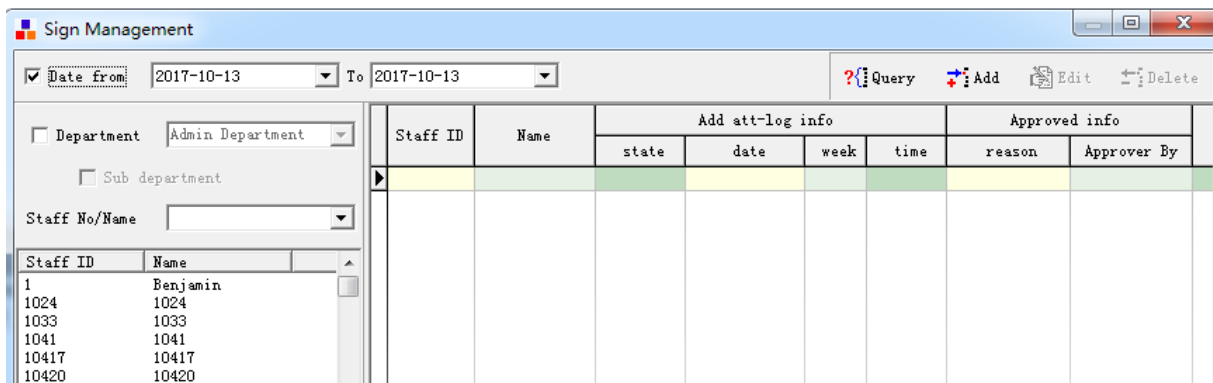 Sign Management
Date from 2017-10-13 To 2017-10-13 ?{ Query Add Edit Delete
Department Admin Department
Sub department
Staff No/Name
Staff ID Name
1 Benjamin
1024 1024
1033 1033
1041 1041
10417 10417
10420 10420
Staff ID Name Add att-log info Approved info
state date week time reason Approver By